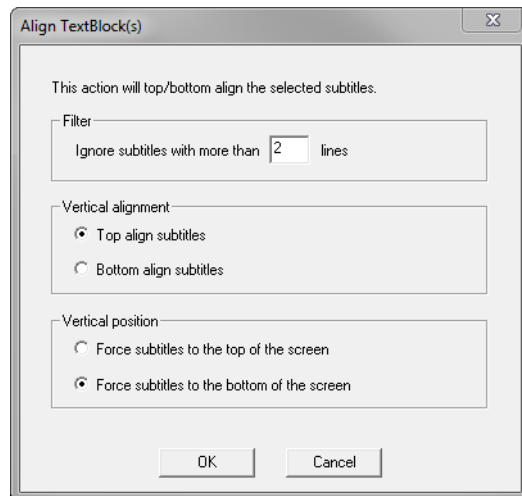 Align TextBlock(s)
This action will top/bottom align the selected subtitles.
Filter
Ignore subtitles with more than 2 lines
Vertical alignment
Top align subtitles
Bottom align subtitles
Vertical position
Force subtitles to the top of the screen
Force subtitles to the bottom of the screen
OK Cancel